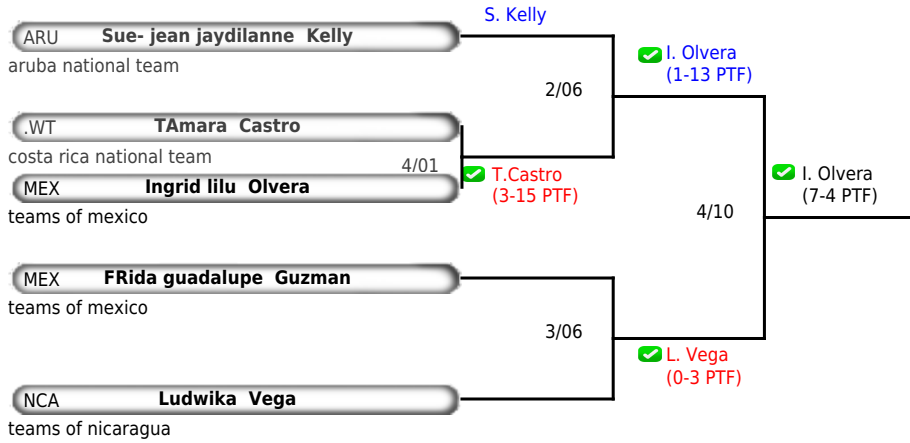 S. Kelly
ARU Sue- jean jaydilanne Kelly
aruba national team
I. Olvera
(1-13 PTF)
2/06
.WT TAmara Castro
costa rica national team
4/01
T.Castro
(3-15 PTF)
I. Olvera
(7-4 PTF)
MEX Ingrid lilu Olvera
teams of mexico
4/10
MEX FRida guadalupe Guzman
teams of mexico
3/06
L. Vega
(0-3 PTF)
NCA Ludwika Vega
teams of nicaragua